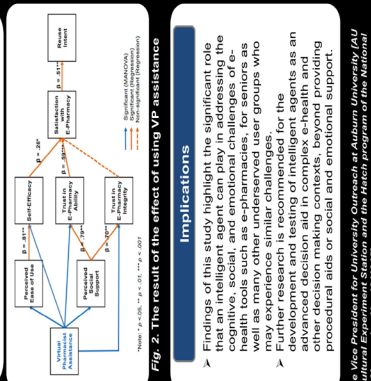 Virtual
Pharmacist
Assistance
Perceived
Ease of Use
Perceived
Social
Support
Self-Efficacy
Trust in
E-Pharmacy
Ability
Trust in
E-Pharmacy
Integrity
Satisfaction
with
E-Pharmacy
Reuse
Intent
Significant (MANOVA)
Significant (Regression)
Non-significant (Regression)
*Note: * p <.05, ** p < .01, *** p < .001
Fig. 2. The result of the effect of using VP assistance
Implications
➢ Findings of this study highlight the significant role
that an intelligent agent can play in addressing the
cognitive, social, and emotional challenges of e-
health tools such as e-pharmacies, for seniors as
well as many other underserved user groups who
may experience similar challenges.
➢ Further research is recommended for the
development and testing of intelligent agents as an
advanced decision aid in complex e-health and
other decision making contexts, beyond providing
procedural aids or social and emotional support.
e Vice President for University Outreach at Auburn University (AU
ultural Experiment Station and the Hatch program of the National